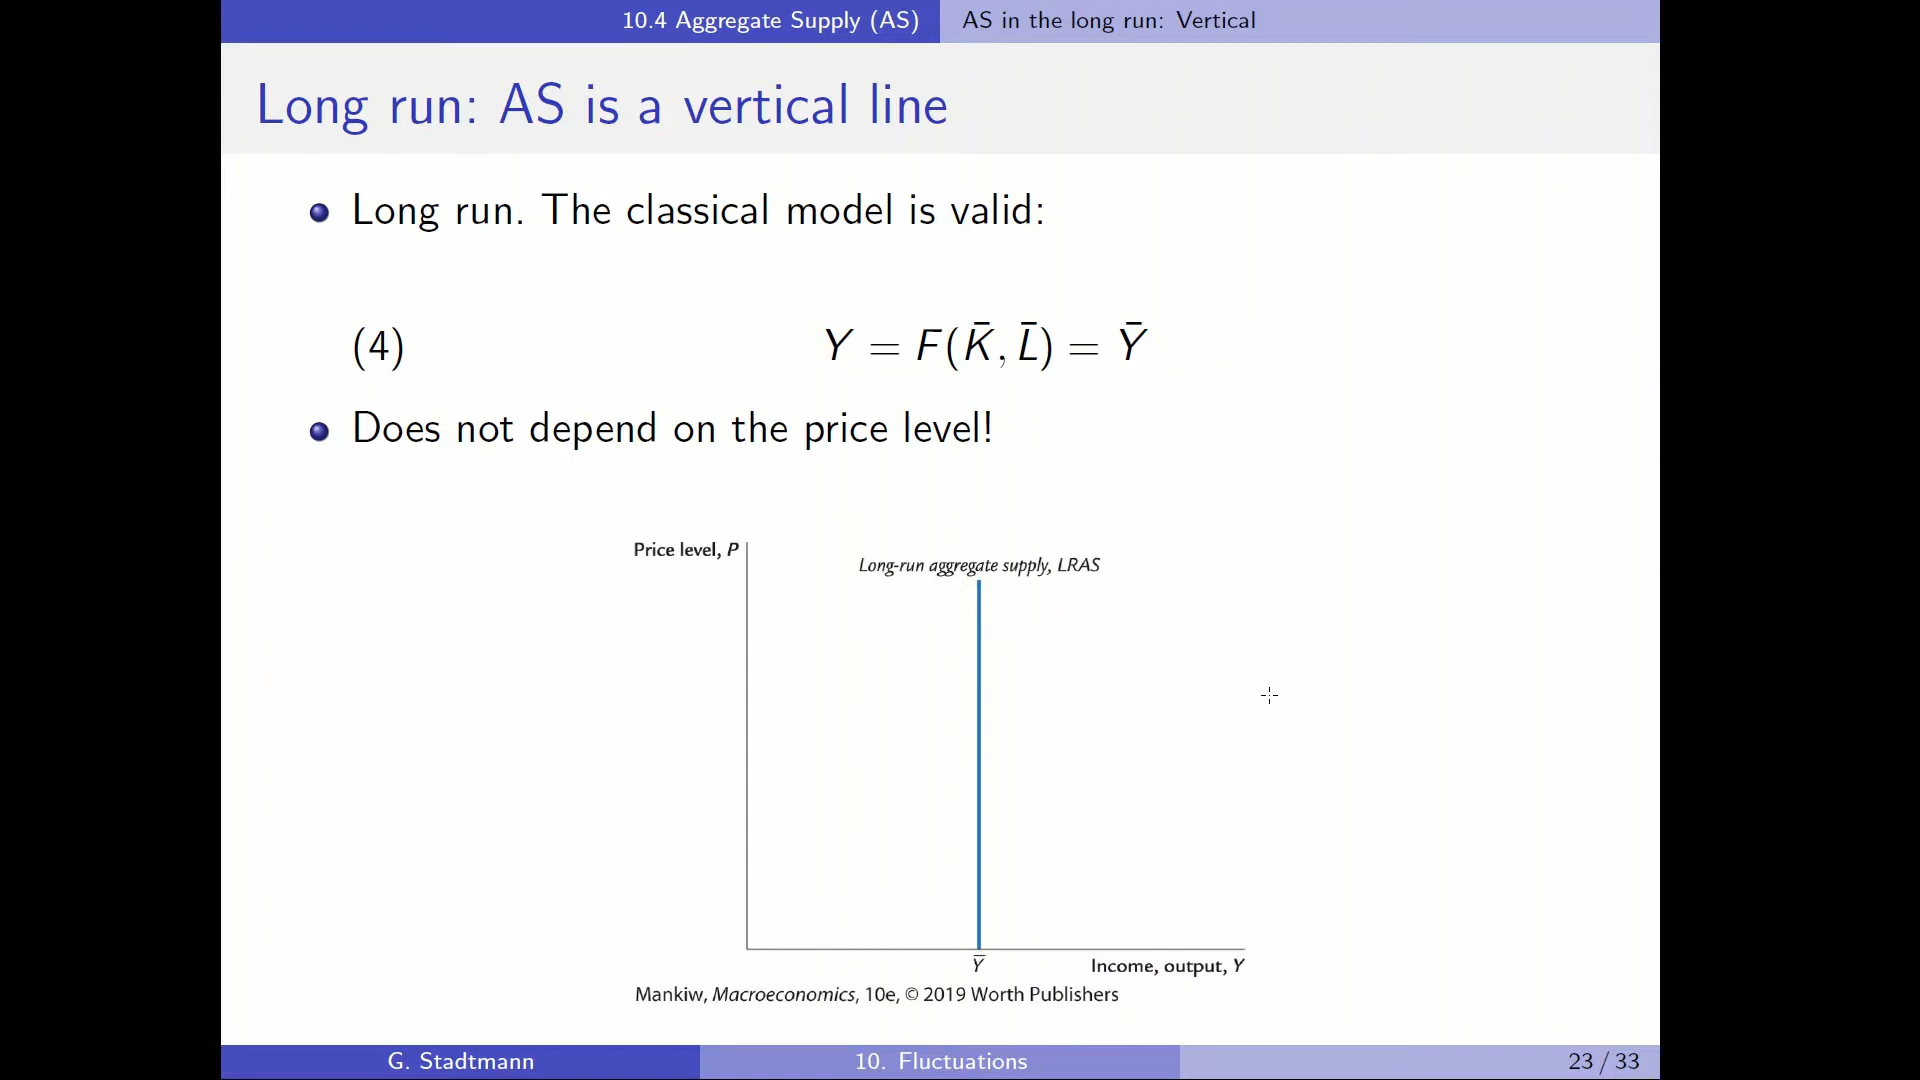 10.4 Aggregate Supply (AS) AS in the long run: Vertical
Long run: AS is a vertical line
Long run. The classical model is valid:
(4) Y = F(K̄, L̄) = Ȳ
Does not depend on the price level!
Price level, P
Long-run aggregate supply, LRAS
Ȳ
Income, output, Y
Mankiw, Macroeconomics, 10e, © 2019 Worth Publishers
G. Stadtmann 10. Fluctuations 23 / 33